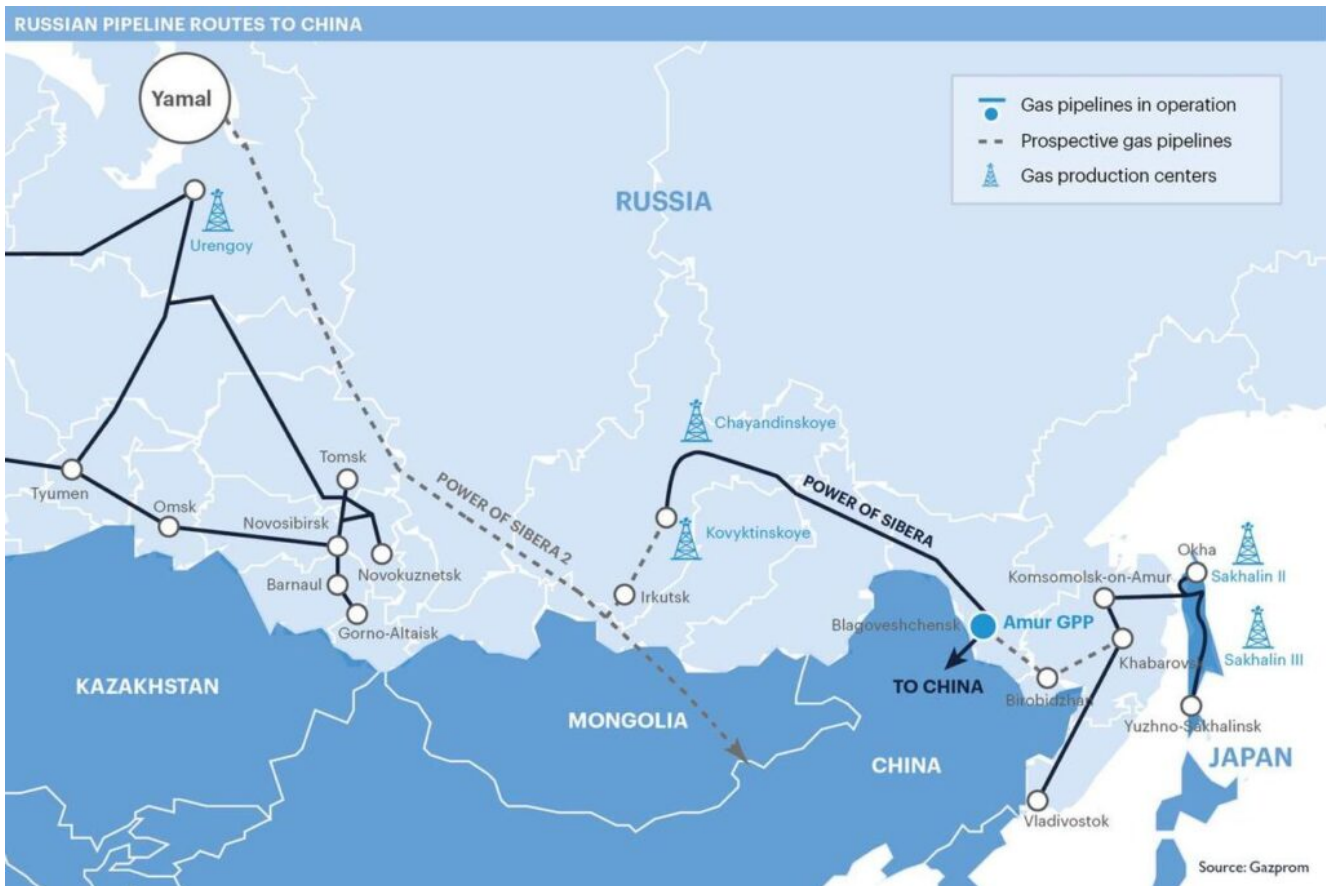 RUSSIAN PIPELINE ROUTES TO CHINA
Yamal
Gas pipelines in operation
Prospective gas pipelines
Gas production centers
RUSSIA
Urengoy
Chayandinskoye
Tomsk
Tyumen
POWER OF SIBERA 2
POWER OF SIBERA
Omsk
Novosibirsk
Kovyktinskoye
Okha
Barnaul
Novokuznetsk
Irkutsk
Komsomolsk-on-Amur
Sakhalin II
Gorno-Altaisk
Blagoveshchensk
Amur GPP
Khabarovsk
Sakhalin III
KAZAKHSTAN
TO CHINA
Birobidzhan
MONGOLIA
Yuzhno-Sakhalinsk
CHINA
JAPAN
Vladivostok
Source: Gazprom